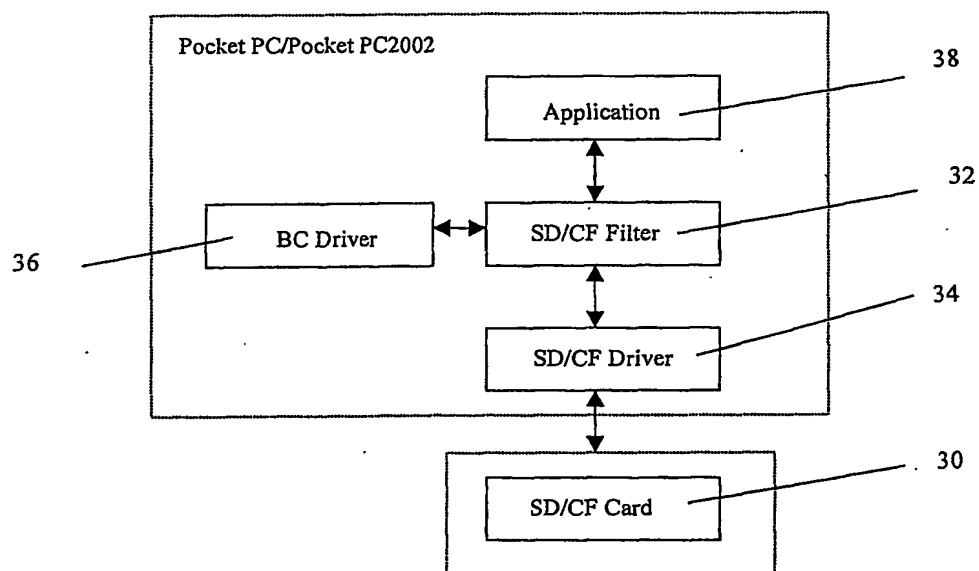 Pocket PC/Pocket PC2002
38
Application
32
BC Driver
SD/CF Filter
36
34
SD/CF Driver
30
SD/CF Card